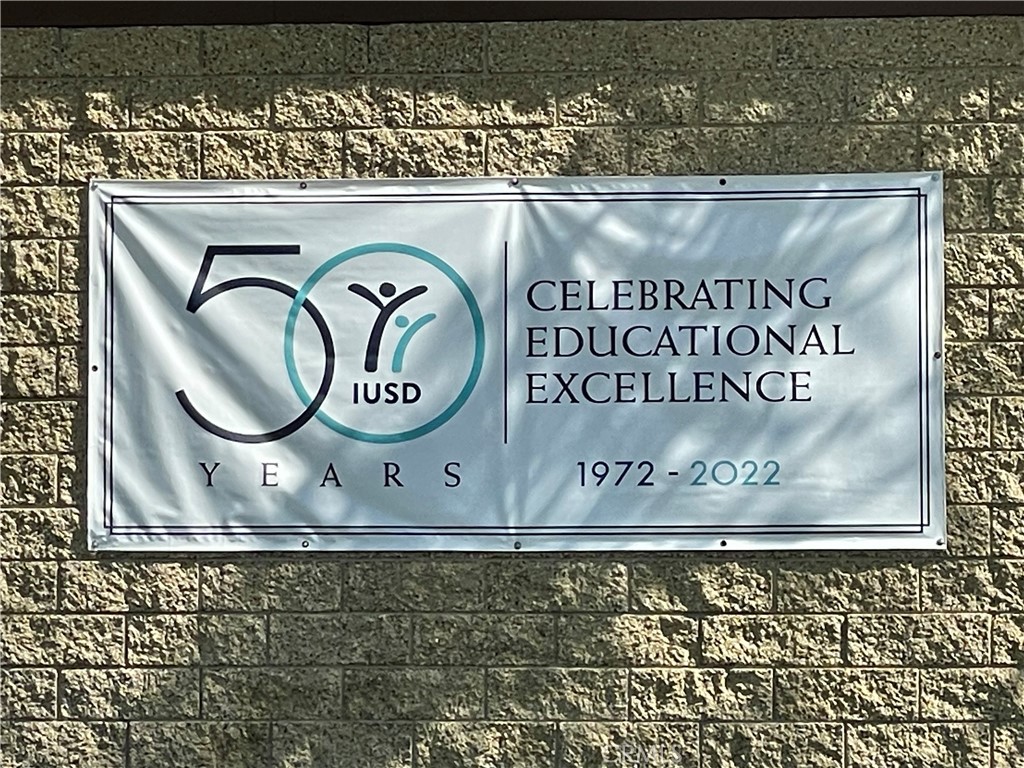 50
IUSD
YEARS
CELEBRATING
EDUCATIONAL
EXCELLENCE
1972 - 2022